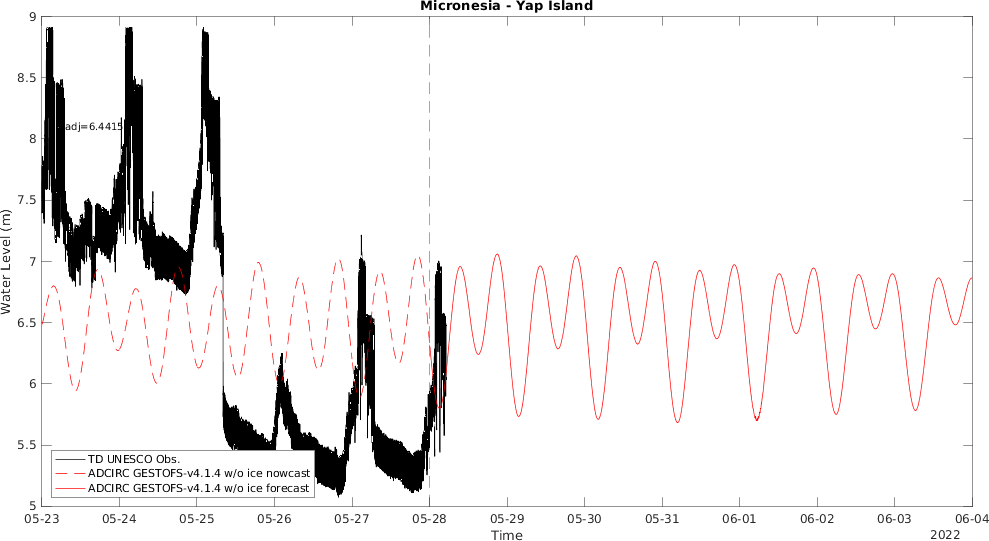 Micronesia - Yap Island
9
8.5
8
7.5
7
6.5
6
5.5
5
Water Level (m)
adj=6.4415
TD UNESCO Obs.
ADCIRC GESTOFS-v4.1.4 w/o ice nowcast
ADCIRC GESTOFS-v4.1.4 w/o ice forecast
05-23 05-24 05-25 05-26 05-27 05-28 05-29 05-30 05-31 06-01 06-02 06-03 06-04
Time
2022